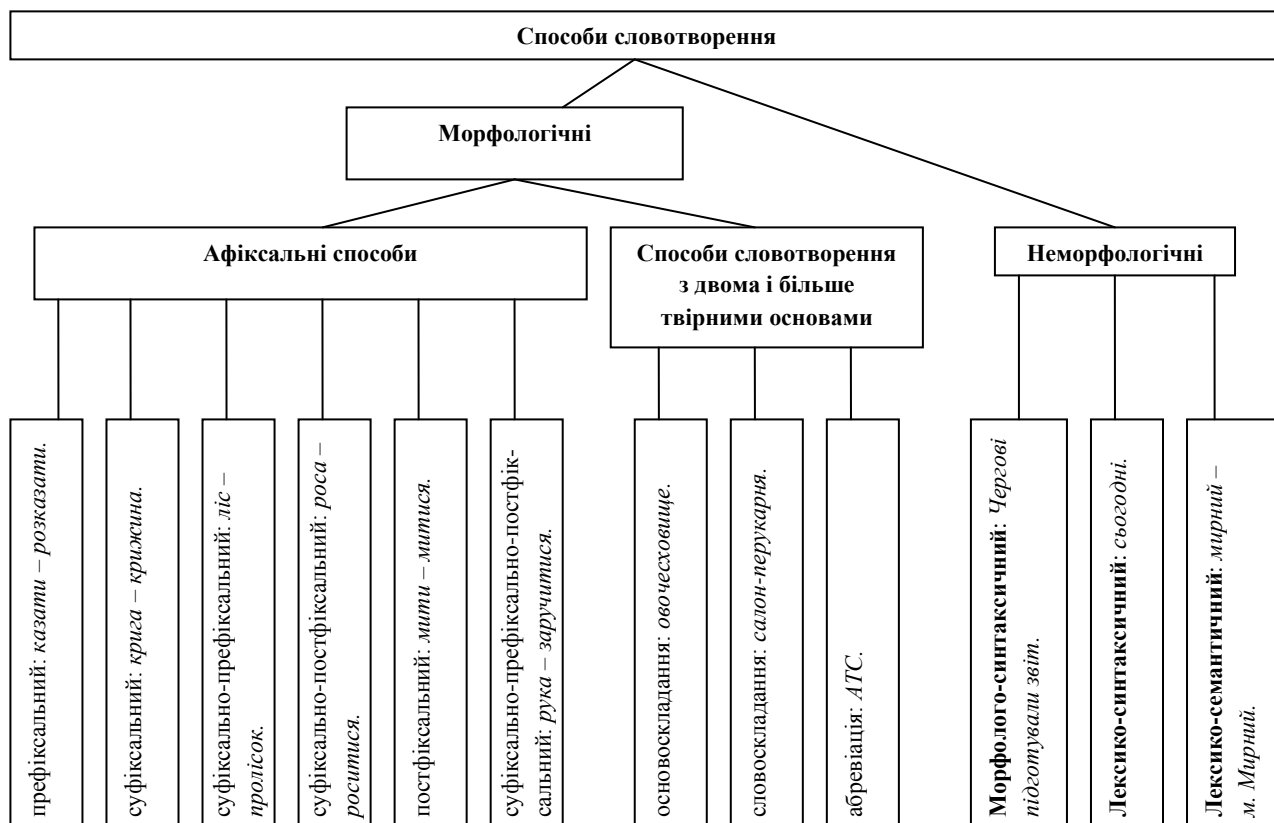 Способи словотворення
Морфологічні
Афіксальні способи
Способи словотворення
з двома і більше
твірними основами
Неморфологічні
префіксальний: казати – розказати.
суфіксальний: крига – крижина.
суфіксально-префіксальний: ліс –
пролісок.
суфіксально-постфіксальний: роса –
роситися.
постфіксальний: мити – митися.
суфіксально-префіксально-постфік-
сальний: рука – заручитися.
основоскладання: овочесховище.
словоскладання: салон-перукарня.
абревіація: АТС.
Морфолого-синтаксичний: Чергові
підготували звіт.
Лексико-синтаксичний: сьогодні.
Лексико-семантичний: мирний –
м. Мирний.